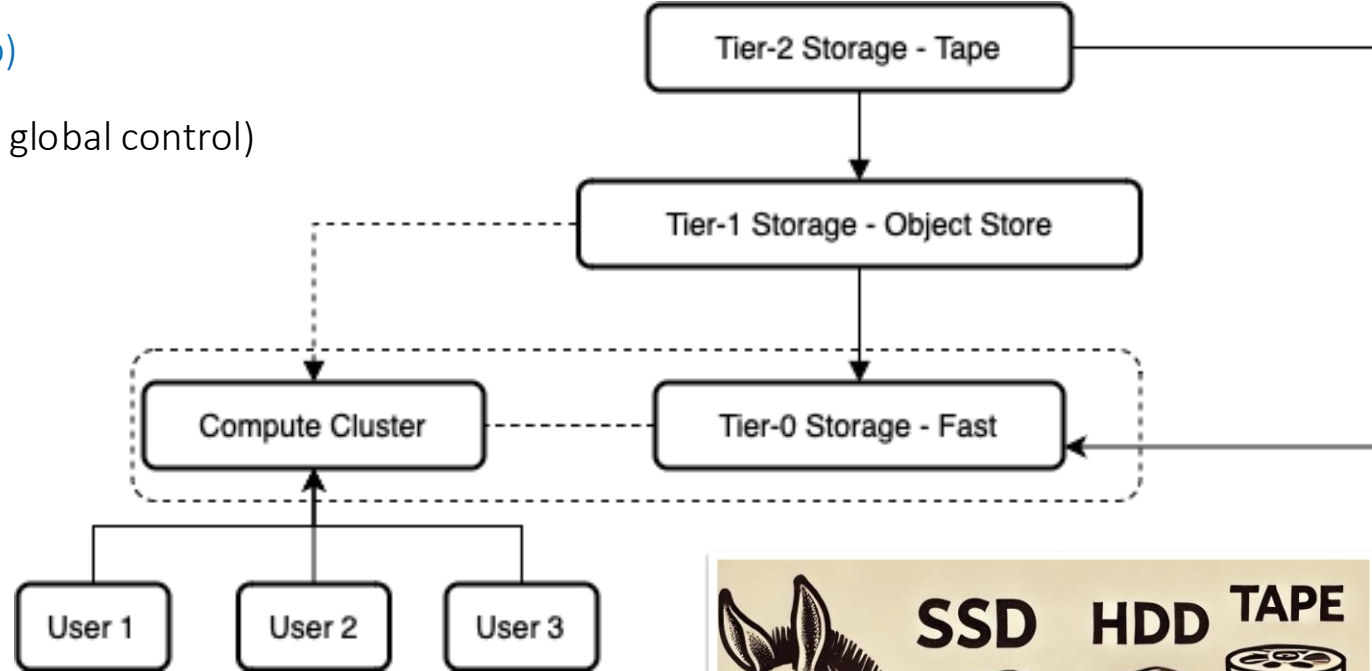 )
global control)
Tier-2 Storage - Tape
Tier-1 Storage - Object Store
Compute Cluster
Tier-0 Storage - Fast
User 1
User 2
User 3
SSD HDD TAPE